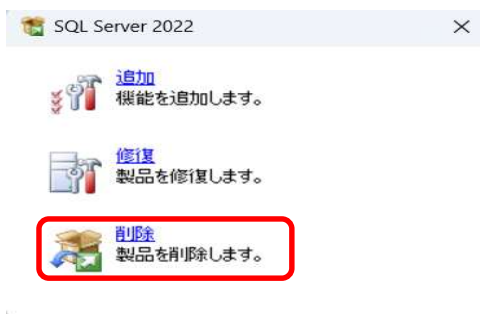 SQL Server 2022
追加
機能を追加します。
修復
製品を修復します。
削除
製品を削除します。